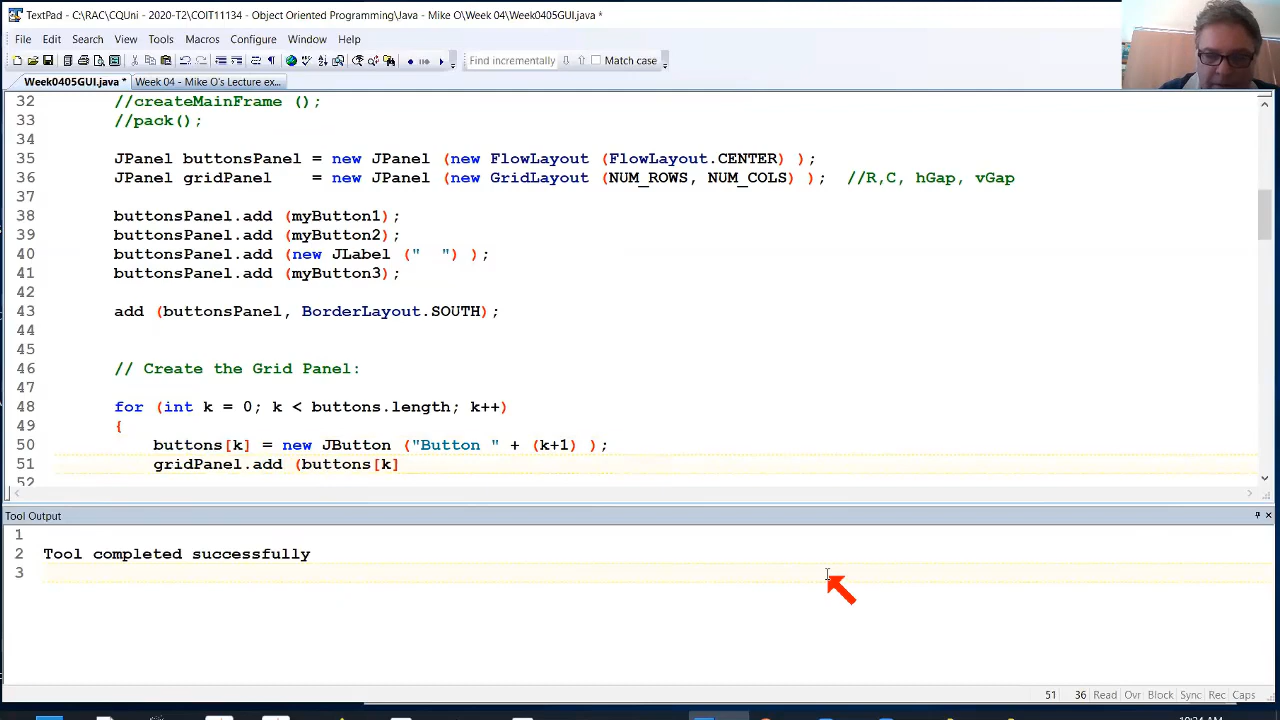 TextPad - C:\RAC\CQUni - 2020-T2\COIT11134 - Object Oriented Programming\Java - Mike O\Week 04\Week0405GUI.java *
File Edit Search View Tools Macros Configure Window Help
Find incrementally Match case
Week0405GUI.java * Week 04 - Mike O's Lecture ex...
32 //createMainFrame ();
33 //pack();
34
35 JPanel buttonsPanel = new JPanel (new FlowLayout (FlowLayout.CENTER) );
36 JPanel gridPanel    = new JPanel (new GridLayout (NUM_ROWS, NUM_COLS) );  //R,C, hGap, vGap
37
38 buttonsPanel.add (myButton1);
39 buttonsPanel.add (myButton2);
40 buttonsPanel.add (new JLabel ("  ") );
41 buttonsPanel.add (myButton3);
42
43 add (buttonsPanel, BorderLayout.SOUTH);
44
45
46 // Create the Grid Panel:
47
48 for (int k = 0; k < buttons.length; k++)
49 {
50 buttons[k] = new JButton ("Button " + (k+1) );
51 gridPanel.add (buttons[k]
52
Tool Output
1
2 Tool completed successfully
3
51 36 Read Ovr Block Sync Rec Caps